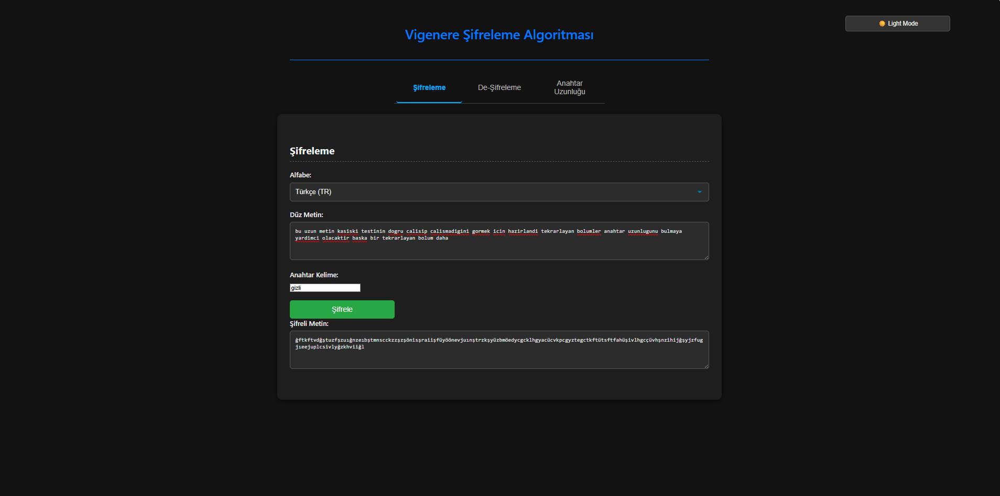 Light Mode
Vigenere Şifreleme Algoritması
Şifreleme
De-Şifreleme
Anahtar
Uzunluğu
Şifreleme
Alfabe:
Türkçe (TR)
Düz Metin:
bu uzun metin kasiski testinin dogru calisip calismadigini gormek icin hazirlandi tekrarlayan bolumler anahtar uzunlugunu bulmaya
yardimci olacaktir baska bir tekrarlayan bolum daha
Anahtar Kelime:
gizli
Şifrele
Şifreli Metin:
ğftkftvdğştuzfşzuığnzeıbştmnscckzzşzşönisşraiişfüyöönevjuınştrzkşyüzbmöedycgcklhgyacücvkpcgyztegctkftütsftfahüşivlhgcçüvhşnzihijğşyjzfug
jıeejuplcsivlyğzkhviiğl